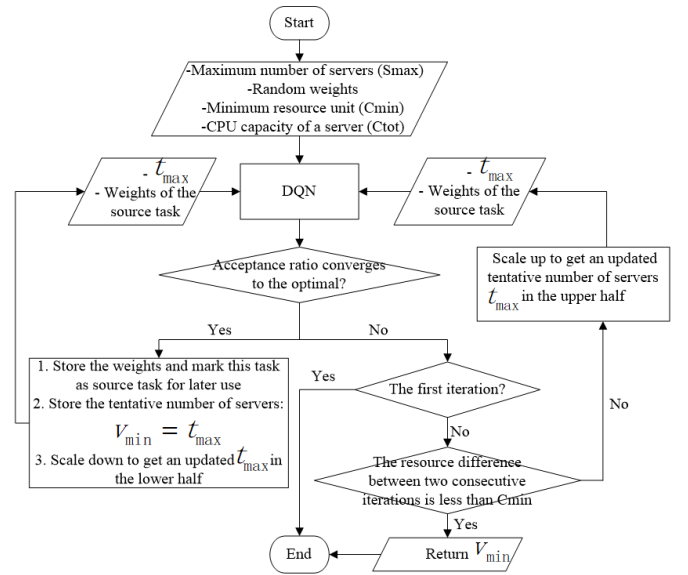 Start
-Maximum number of servers (Smax)
-Random weights
-Minimum resource unit (Cmin)
-CPU capacity of a server (Ctot)
- tmax
- Weights of the
source task
DQN
- tmax
- Weights of the
source task
Acceptance ratio converges
to the optimal?
Scale up to get an updated
tentative number of servers
tmax in the upper half
Yes
No
1. Store the weights and mark this task
as source task for later use
2. Store the tentative number of servers:
Vmin = tmax
3. Scale down to get an updated tmax in
the lower half
Yes
The first iteration?
No
No
The resource difference
between two consecutive
iterations is less than Cmin
Yes
End
Return Vmin